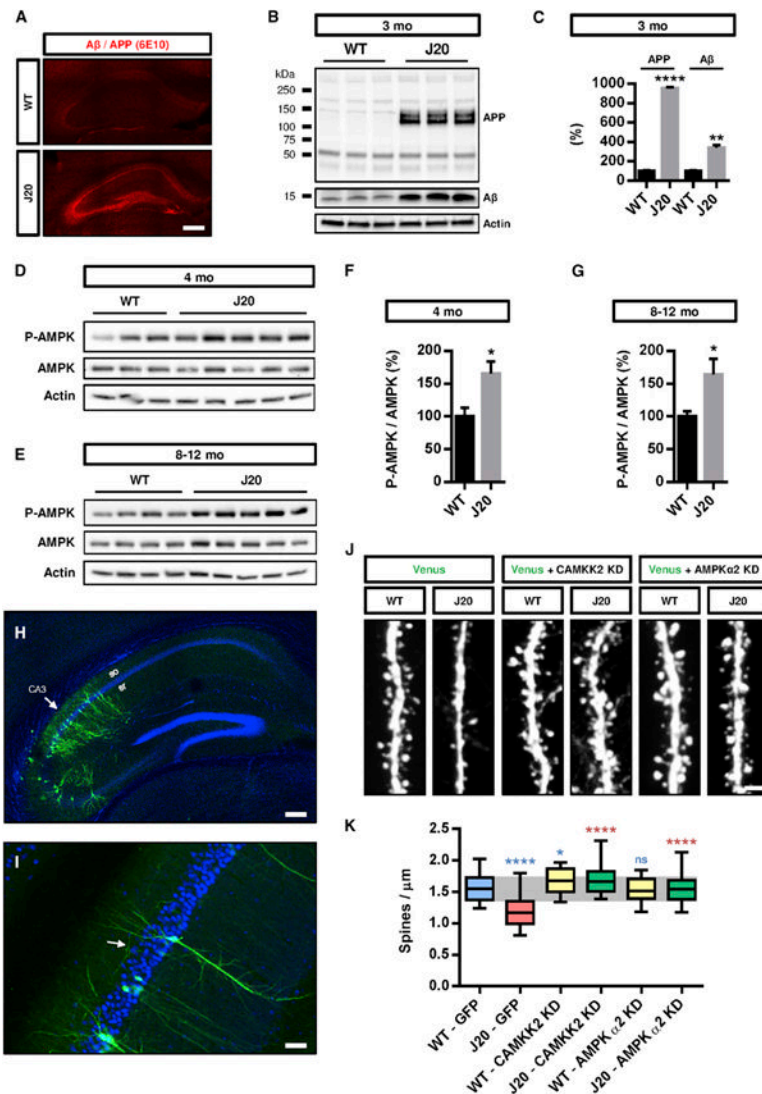 A
Aβ / APP (6E10)
WT
J20
B
3 mo
WT
J20
kDa
250
150
100
75
50
15
APP
Aβ
Actin
C
3 mo
APP
Aβ
****
**
1000
800
600
400
200
0
(%)
WT
J20
WT
J20
D
4 mo
WT
J20
P-AMPK
AMPK
Actin
E
8-12 mo
WT
J20
P-AMPK
AMPK
Actin
F
4 mo
*
200
150
100
50
0
P-AMPK / AMPK (%)
WT
J20
G
8-12 mo
*
200
150
100
50
0
P-AMPK / AMPK (%)
WT
J20
H
CA3
so
sr
I
J
Venus
Venus + CAMKK2 KD
Venus + AMPKα2 KD
WT
J20
WT
J20
WT
J20
K
2.5
2.0
1.5
1.0
0.5
0.0
Spines / µm
****
*
****
ns
****
WT - GFP
J20 - GFP
WT - CAMKK2 KD
J20 - CAMKK2 KD
WT - AMPK α2 KD
J20 - AMPK α2 KD